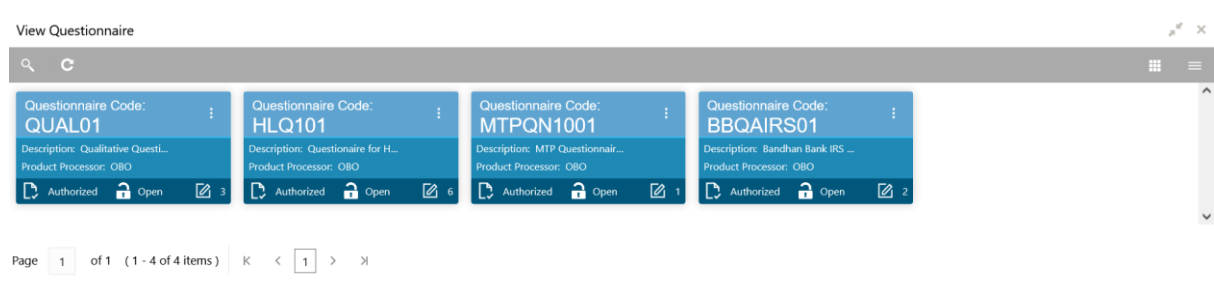 View Questionnaire
Questionnaire Code:
QUAL01
Description: Qualitative Questi...
Product Processor: OBO
Authorized Open 3
Questionnaire Code:
HLQ101
Description: Questionaire for H...
Product Processor: OBO
Authorized Open 6
Questionnaire Code:
MTPQN1001
Description: MTP Questionnair...
Product Processor: OBO
Authorized Open 1
Questionnaire Code:
BBQAIRS01
Description: Bandhan Bank IRS ...
Product Processor: OBO
Authorized Open 2
Page 1 of 1 ( 1 - 4 of 4 items ) 1